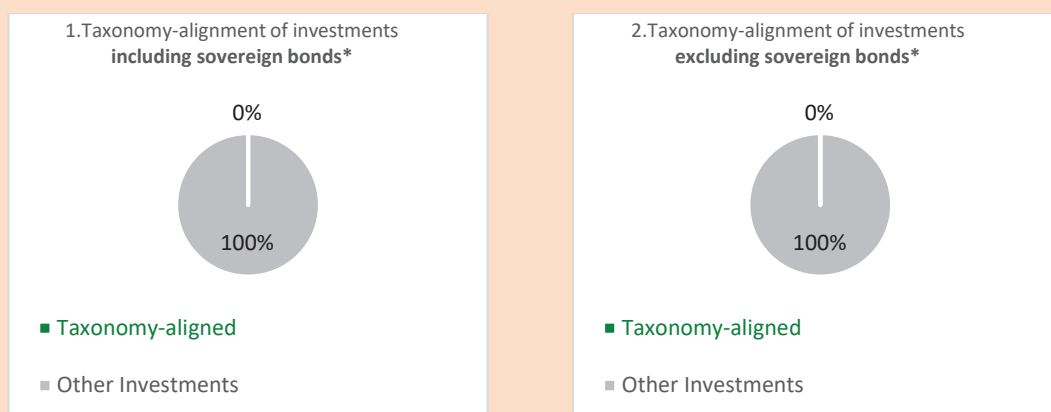 1.Taxonomy-alignment of investments
including sovereign bonds*
0%
100%
Taxonomy-aligned
Other Investments
2.Taxonomy-alignment of investments
excluding sovereign bonds*
0%
100%
Taxonomy-aligned
Other Investments